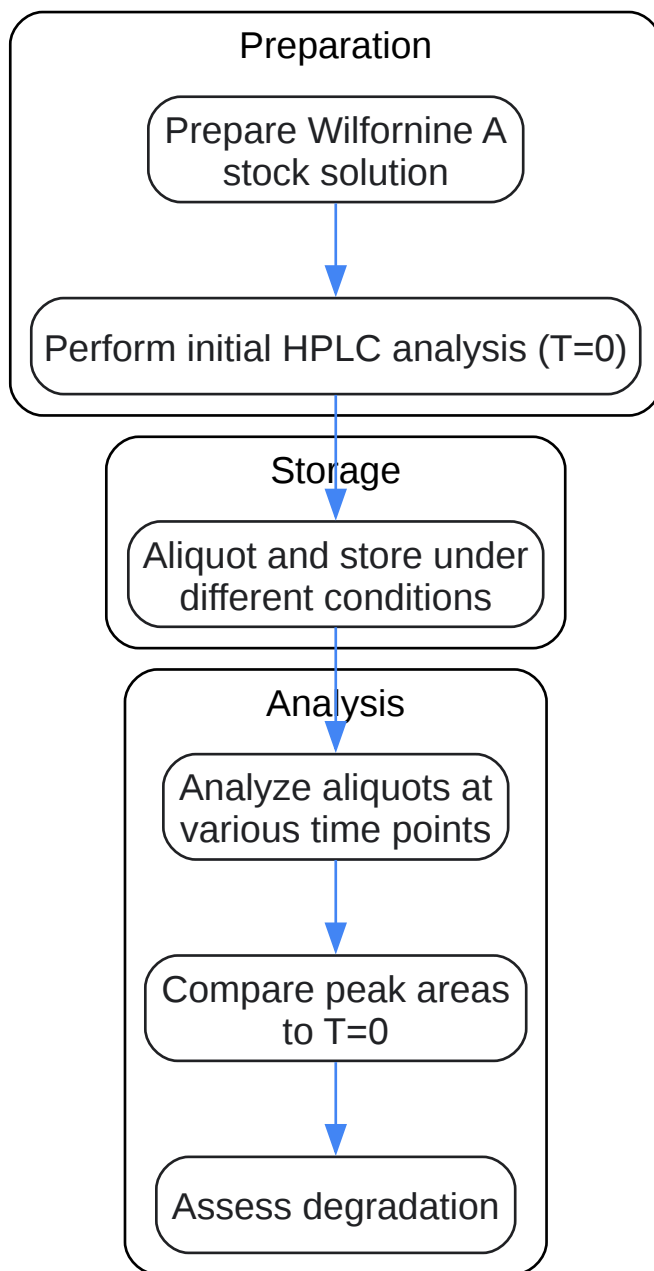 Preparation
Prepare Wilfornine A
stock solution
Perform initial HPLC analysis (T=0)
Storage
Aliquot and store under
different conditions
Analysis
Analyze aliquots at
various time points
Compare peak areas
to T=0
Assess degradation